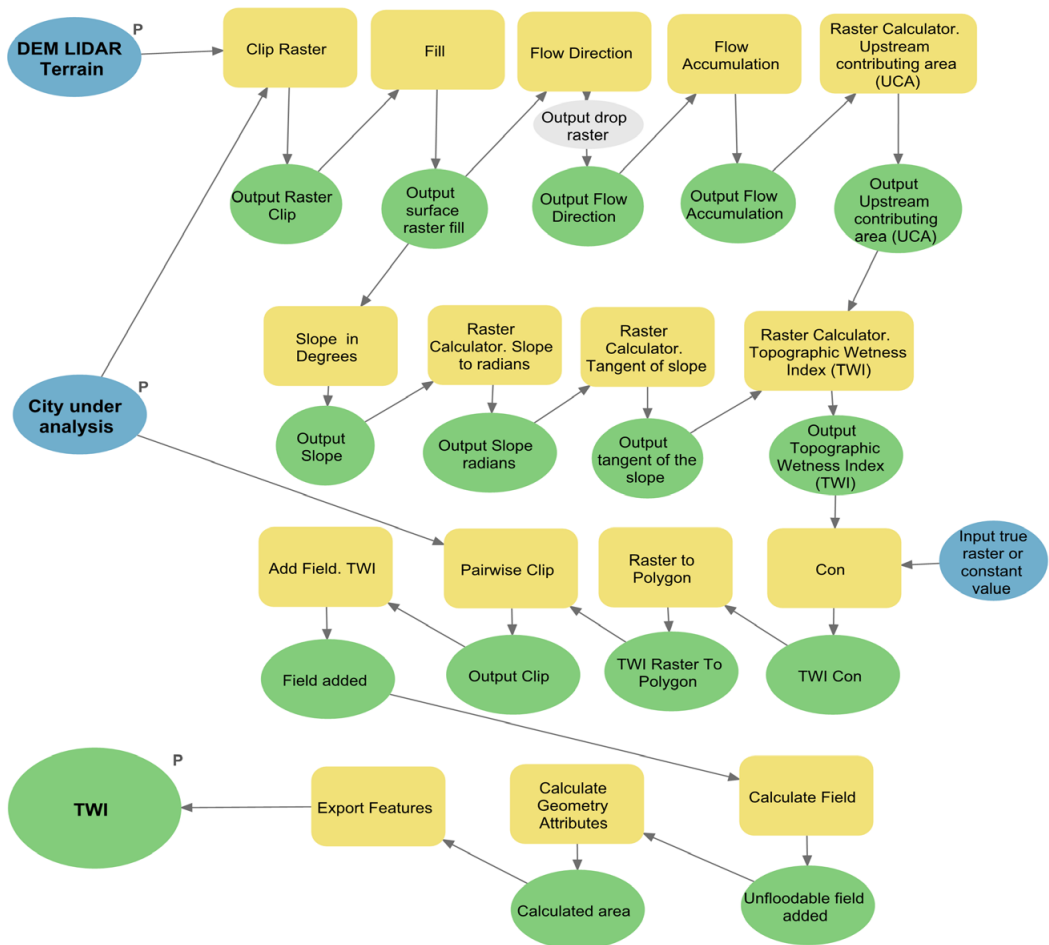 P
DEM LIDAR
Terrain
Clip Raster
Fill
Flow Direction
Flow
Accumulation
Raster Calculator.
Upstream
contributing area
(UCA)
Output drop
raster
Output Raster
Clip
Output
surface
raster fill
Output Flow
Direction
Output Flow
Accumulation
Output
Upstream
contributing
area (UCA)
Slope in
Degrees
Raster
Calculator. Slope
to radians
Raster
Calculator.
Tangent of slope
Raster Calculator.
Topographic Wetness
Index (TWI)
P
City under
analysis
Output
Slope
Output Slope
radians
Output
tangent of the
slope
Output
Topographic
Wetness Index
(TWI)
Add Field. TWI
Pairwise Clip
Raster to
Polygon
Con
Input true
raster or
constant
value
Field added
Output Clip
TWI Raster To
Polygon
TWI Con
P
TWI
Export Features
Calculate
Geometry
Attributes
Calculate Field
Calculated area
Unfloodable field
added